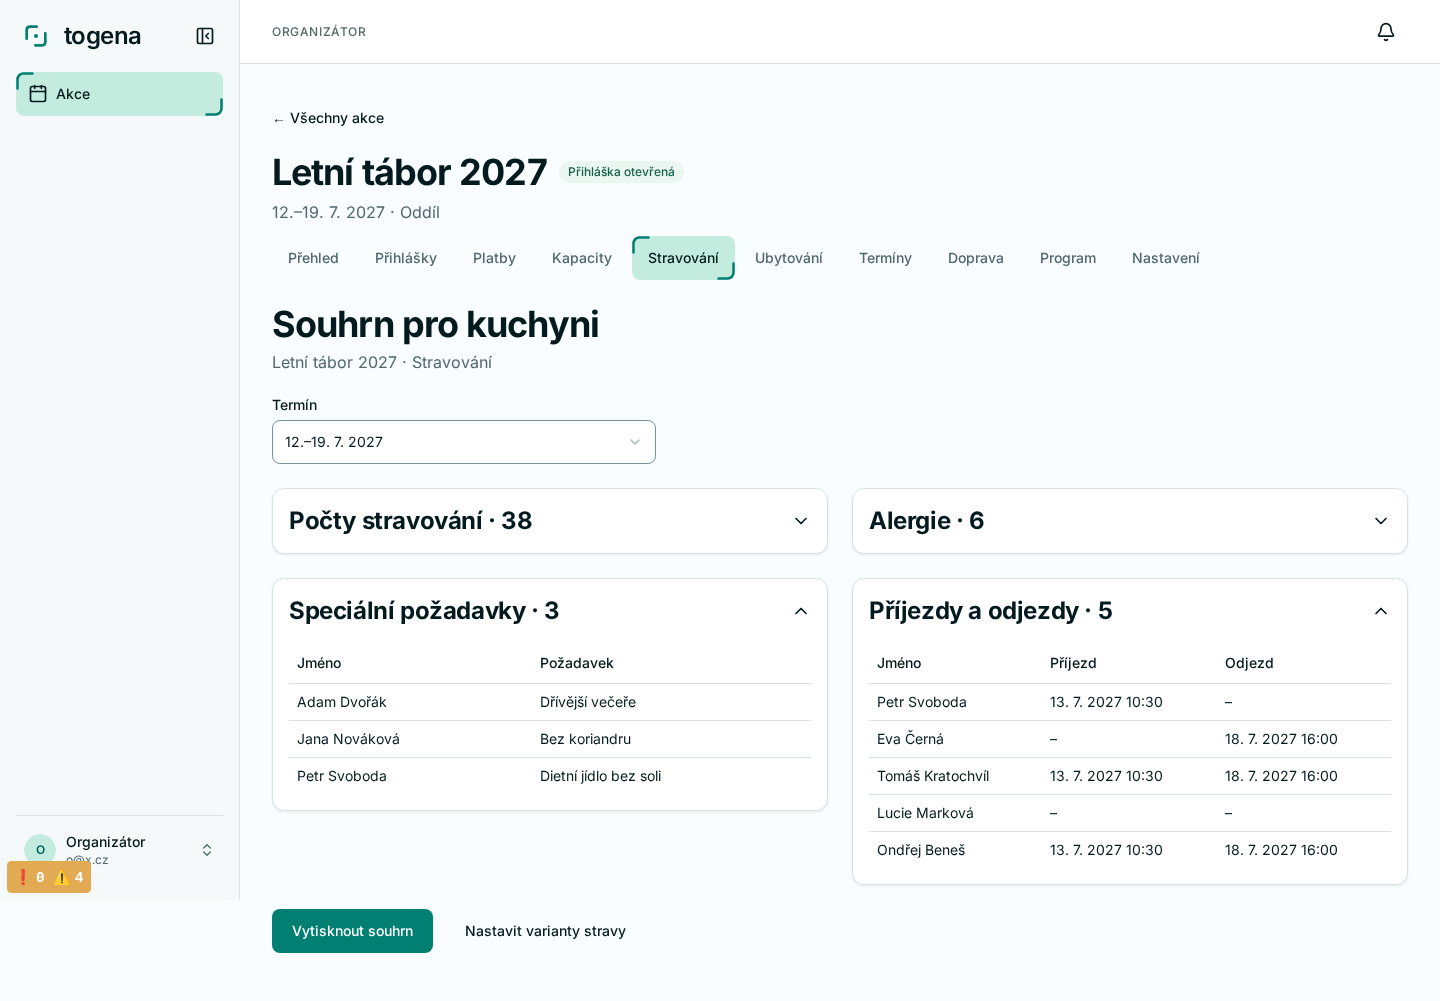 togena
ORGANIZÁTOR
Akce
← Všechny akce
Letní tábor 2027 Přihláška otevřená
12.–19. 7. 2027 · Oddíl
Přehled Přihlášky Platby Kapacity Stravování Ubytování Termíny Doprava Program Nastavení
Souhrn pro kuchyni
Letní tábor 2027 · Stravování
Termín
12.–19. 7. 2027
Počty stravování · 38
Alergie · 6
Speciální požadavky · 3
Jméno Požadavek
Adam Dvořák Dřívější večeře
Jana Nováková Bez koriandru
Petr Svoboda Dietní jídlo bez soli
Příjezdy a odjezdy · 5
Jméno Příjezd Odjezd
Petr Svoboda 13. 7. 2027 10:30 –
Eva Černá – 18. 7. 2027 16:00
Tomáš Kratochvíl 13. 7. 2027 10:30 18. 7. 2027 16:00
Lucie Marková – –
Ondřej Beneš 13. 7. 2027 10:30 18. 7. 2027 16:00
Vytisknout souhrn Nastavit varianty stravy
O Organizátor
o@x.cz
❗ 0 ⚠️ 4